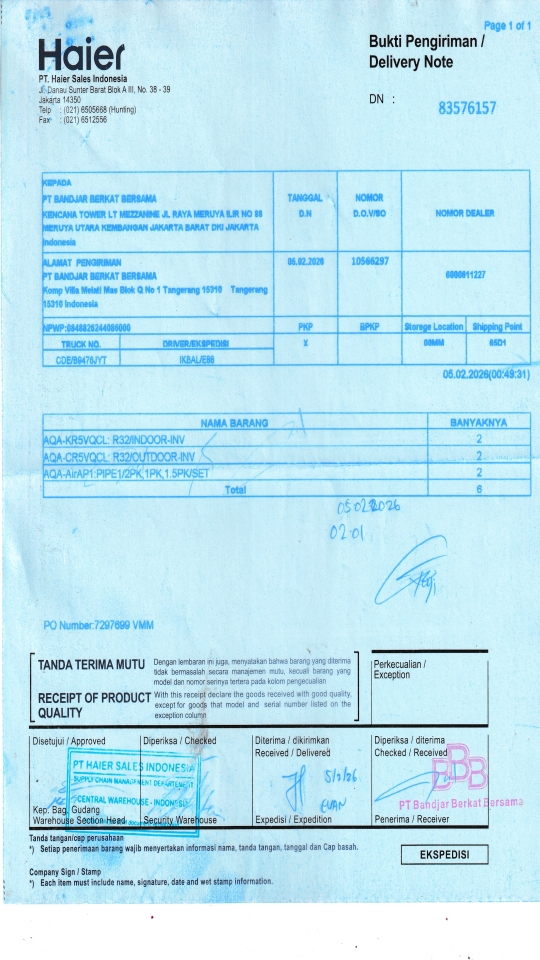 Page 1 of 1
Haier
Bukti Pengiriman /
Delivery Note
PT. Haier Sales Indonesia
Jl. Danau Sunter Barat Blok A III, No. 38 - 39
Jakarta 14350
Telp : (021) 6505668 (Hunting)
Fax : (021) 6512556
DN : 83576157
KEPADA
PT BANDJAR BERKAT BERSAMA
KENCANA TOWER LT MEZZANINE JL RAYA MERUYA ILIR NO 88
MERUYA UTARA KEMBANGAN JAKARTA BARAT DKI JAKARTA
Indonesia
TANGGAL
D.N
NOMOR
D.O.V/SO
NOMOR DEALER
ALAMAT PENGIRIMAN
PT BANDJAR BERKAT BERSAMA
Komp Villa Melati Mas Blok Q No 1 Tangerang 15310 Tangerang
15310 Indonesia
05.02.2026
10566297
NPWP:
PKP
BPKP
Storege Location
Shipping Point
TRUCK NO.
DRIVER/EKSPEDISI
X
IKBAL/E88
05.02.2026(00:49:31)
NAMA BARANG BANYAKNYA
AQA-KR5VQCL: R32/INDOOR-INV 2
AQA-CR5VQCL: R32/OUTDOOR-INV 2
AQA-AirAP1:PIPE1/2PK,1PK,1.5PK/SET 2
Total 6
05022026
02.01
PO Number:7297699 VMM
TANDA TERIMA MUTU
Dengan lembaran ini juga, menyatakan bahwa barang yang diterima
tidak bermasalah secara manajemen mutu, kecuali barang yang
model dan nomor serinya tertera pada kolom pengecualian
RECEIPT OF PRODUCT
QUALITY
With this receipt declare the goods received with good quality,
except for goods that model and serial number listed on the
exception column
Perkecualian /
Exception
Disetujui / Approved
Diperiksa / Checked
Diterima / dikirimkan
Received / Delivered
Diperiksa / diterima
Checked / Received
PT HAIER SALES INDONESIA
SUPPLY CHAIN MANAGEMENT DEPARTEMENT
CENTRAL WAREHOUSE - INDONESIA
5/2/26
EVAN
BBB
PT Bandjar Berkat Bersama
Kep. Bag. Gudang
Warehouse Section Head
Security Warehouse
Expedisi / Expedition
Penerima / Receiver
Tanda tangan/cap perusahaan
*) Setiap penerimaan barang wajib menyertakan informasi nama, tanda tangan, tanggal dan Cap basah.
EKSPEDISI
Company Sign / Stamp
*) Each item must include name, signature, date and wet stamp information.